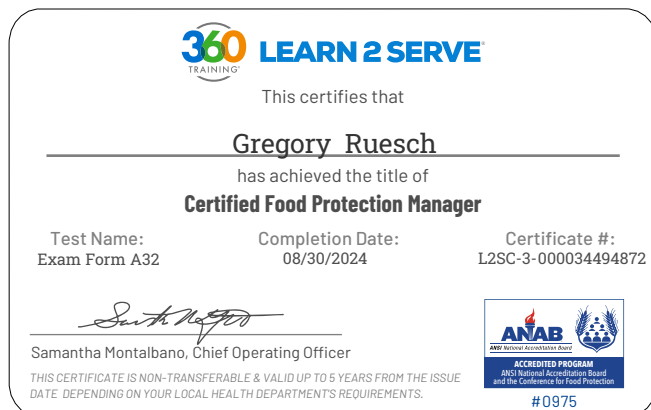 360 TRAINING® LEARN 2 SERVE®
This certifies that
Gregory Ruesch
has achieved the title of
Certified Food Protection Manager
Test Name: Completion Date: Certificate #:
Exam Form A32 08/30/2024 L2SC-3-000034494872
Samantha Montalbano, Chief Operating Officer
THIS CERTIFICATE IS NON-TRANSFERABLE & VALID UP TO 5 YEARS FROM THE ISSUE
DATE DEPENDING ON YOUR LOCAL HEALTH DEPARTMENT'S REQUIREMENTS.
ANAB
ANSI National Accreditation Board
ACCREDITED PROGRAM
ANSI National Accreditation Board
and the Conference for Food Protection
#0975